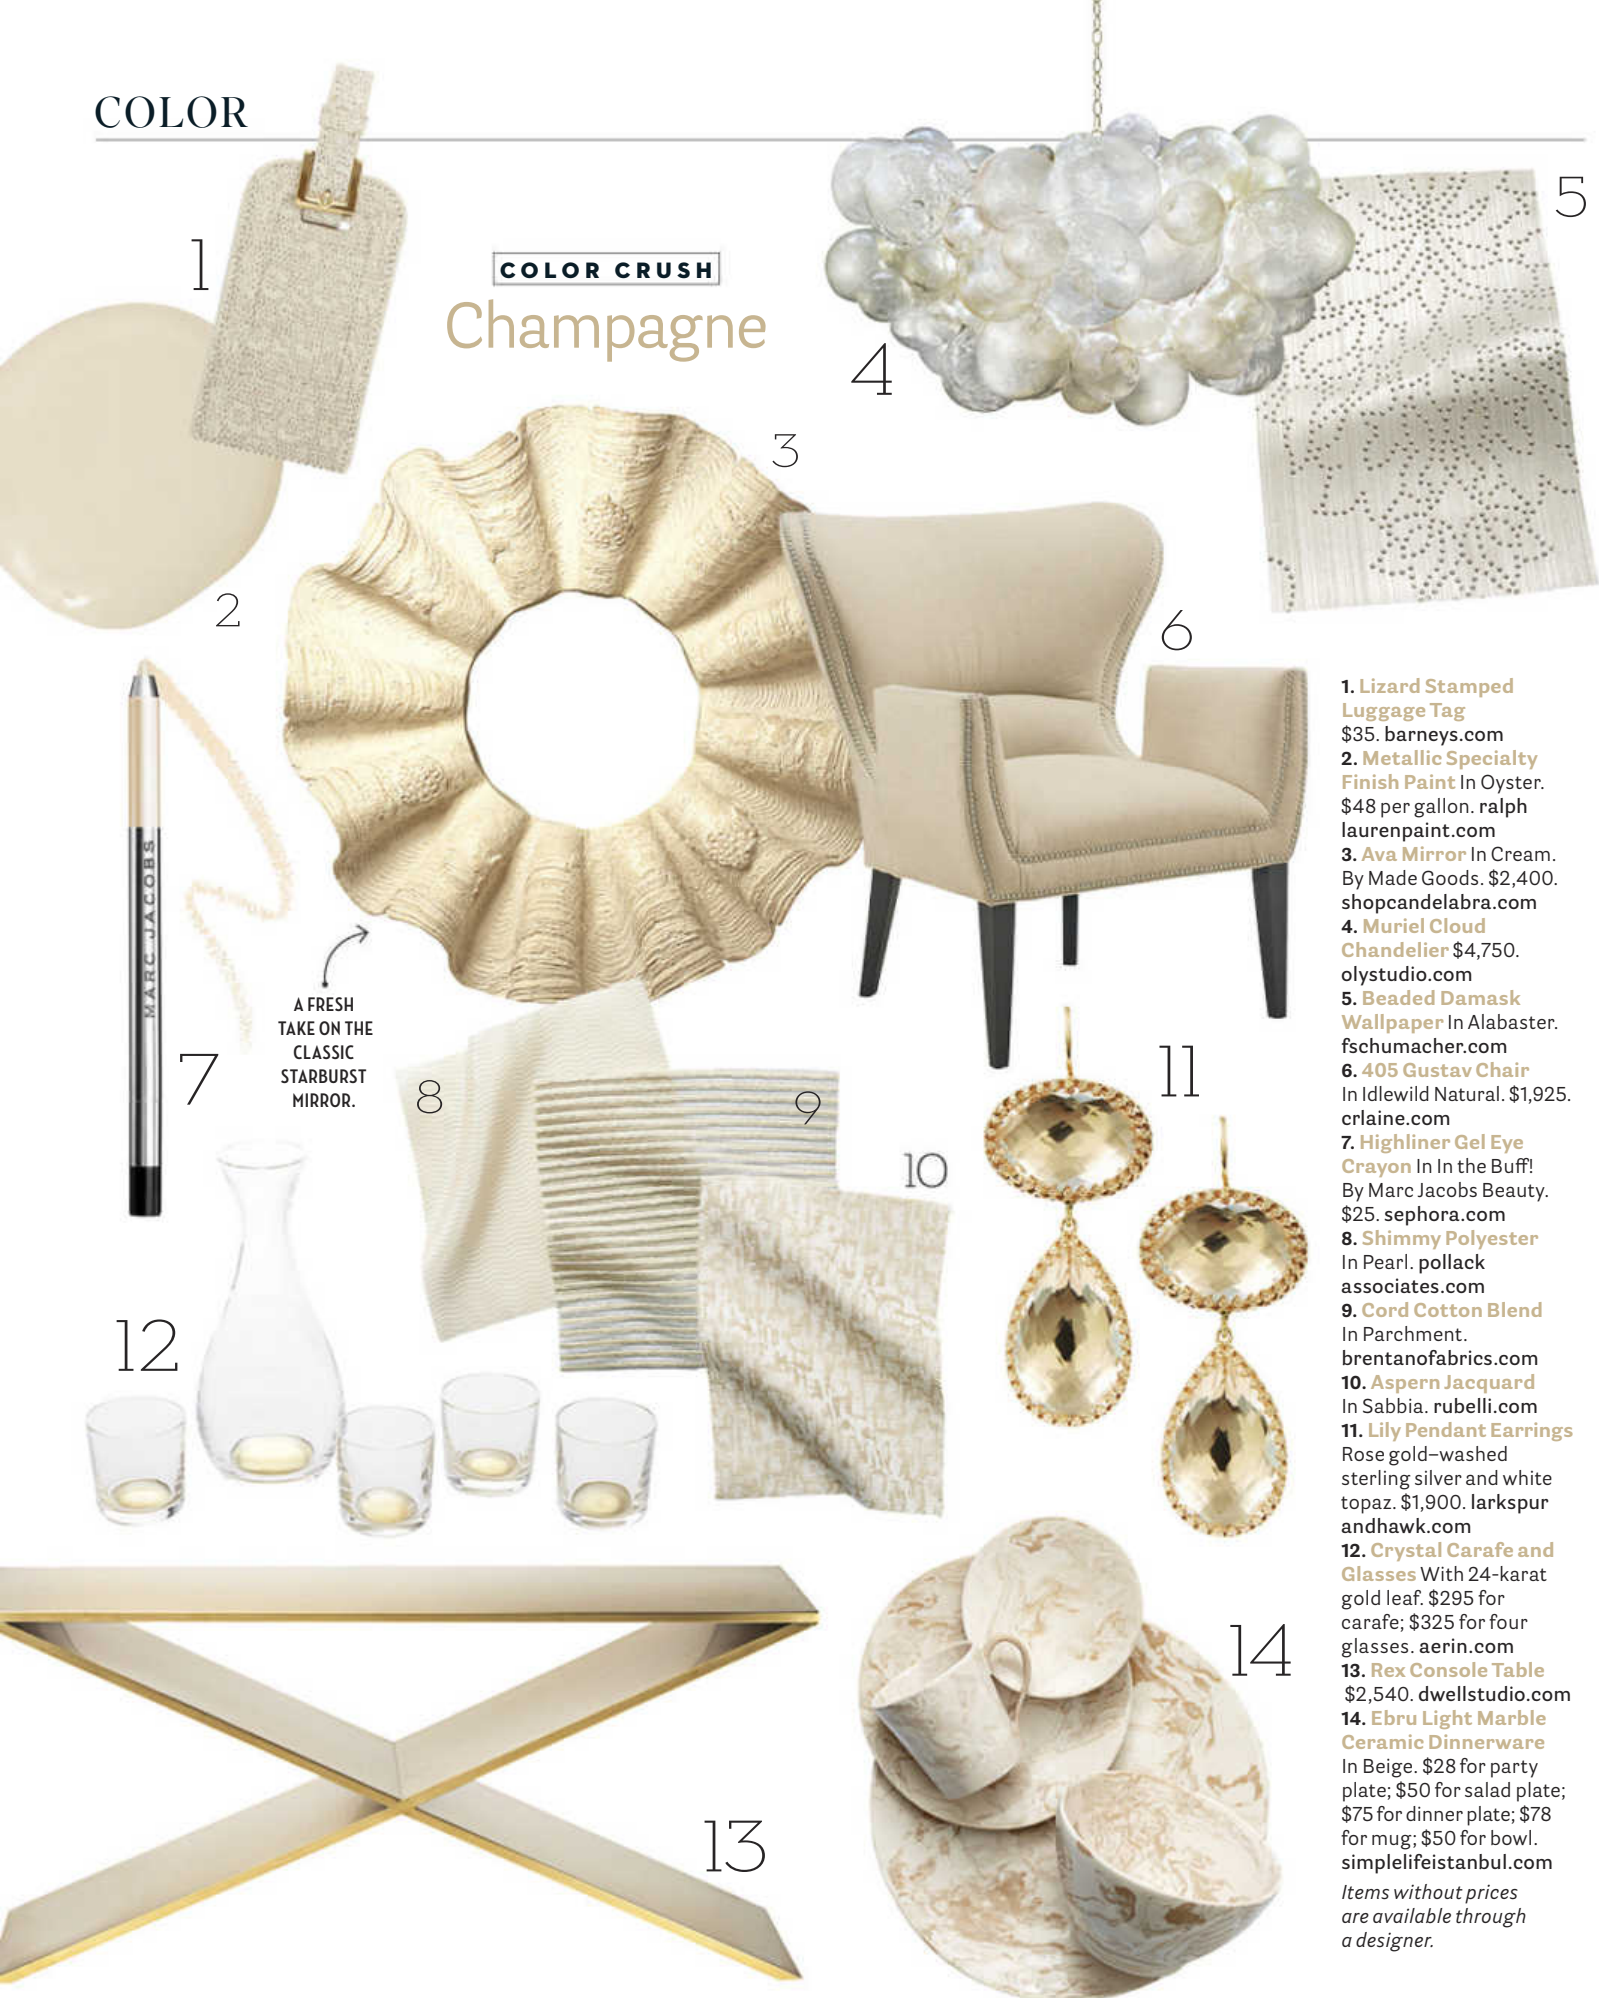 COLOR
1
COLOR CRUSH
Champagne
2
3
4
5
6
7
MARC JACOBS
A FRESH
TAKE ON THE
CLASSIC
STARBURST
MIRROR.
8
9
10
11
12
13
14
1. Lizard Stamped
Luggage Tag
$35. barneys.com
2. Metallic Specialty
Finish Paint In Oyster.
$48 per gallon. ralph
laurenpaint.com
3. Ava Mirror In Cream.
By Made Goods. $2,400.
shopcandelabra.com
4. Muriel Cloud
Chandelier $4,750.
olystudio.com
5. Beaded Damask
Wallpaper In Alabaster.
fschumacher.com
6. 405 Gustav Chair
In Idlewild Natural. $1,925.
crlaine.com
7. Highliner Gel Eye
Crayon In In the Buff!
By Marc Jacobs Beauty.
$25. sephora.com
8. Shimmy Polyester
In Pearl. pollack
associates.com
9. Cord Cotton Blend
In Parchment.
brentanofabrics.com
10. Aspern Jacquard
In Sabbia. rubelli.com
11. Lily Pendant Earrings
Rose gold–washed
sterling silver and white
topaz. $1,900. larkspur
andhawk.com
12. Crystal Carafe and
Glasses With 24-karat
gold leaf. $295 for
carafe; $325 for four
glasses. aerin.com
13. Rex Console Table
$2,540. dwellstudio.com
14. Ebru Light Marble
Ceramic Dinnerware
In Beige. $28 for party
plate; $50 for salad plate;
$75 for dinner plate; $78
for mug; $50 for bowl.
simplelifeistanbul.com
Items without prices
are available through
a designer.